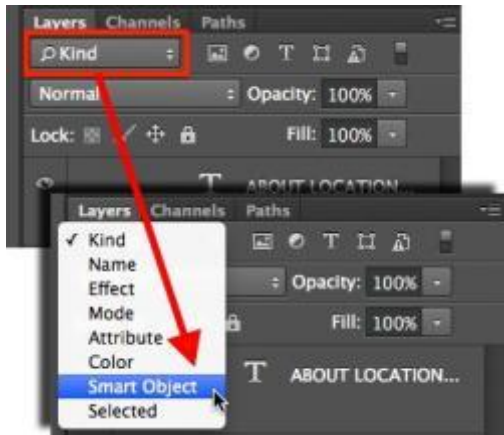 Layers Channels Paths
Kind
Normal Opacity: 100%
Lock: Fill: 100%
T ABOUT LOCATION...
Layers Channels Paths
✓ Kind
Name
Effect
Opacity: 100%
Mode
Attribute
Fill: 100%
Color
Smart Object
T ABOUT LOCATION...
Selected